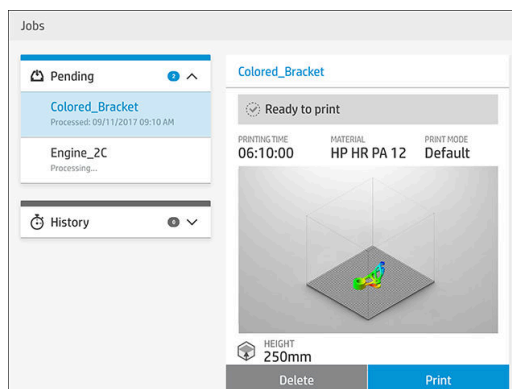 Jobs
Pending 2
Colored_Bracket
Processed: 09/11/2017 09:10 AM
Engine_2C
Processing...
History 6
Colored_Bracket
Ready to print
PRINTING TIME MATERIAL PRINT MODE
06:10:00 HP HR PA 12 Default
HEIGHT
250mm
Delete Print